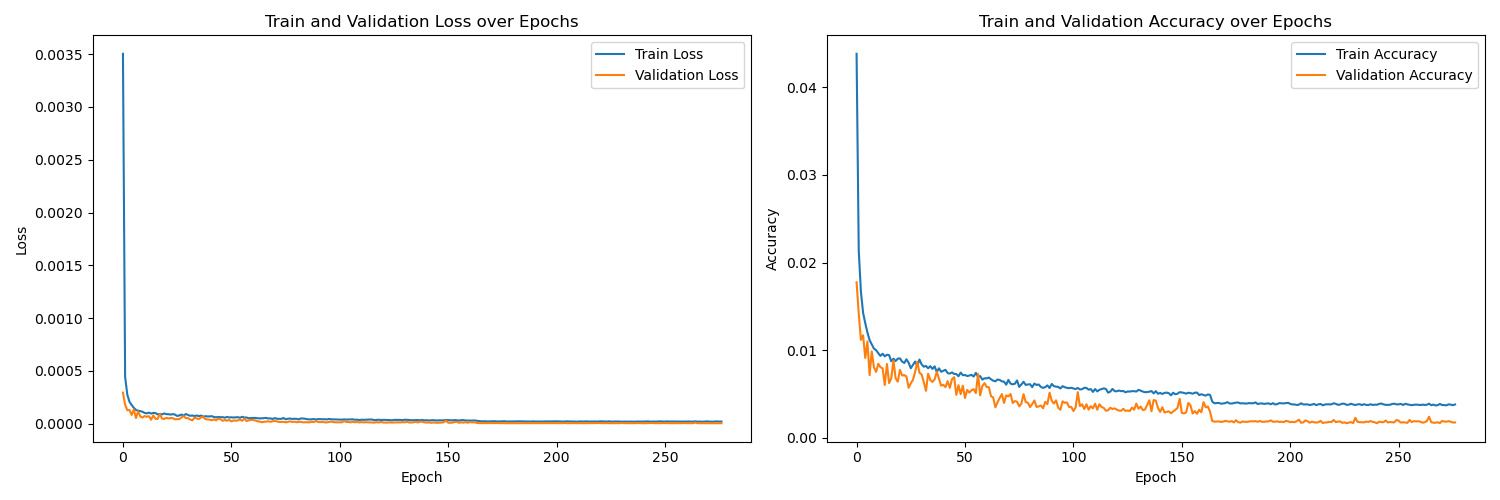 Train and Validation Loss over Epochs
Train Loss
Validation Loss
0.0035
0.0030
0.0025
0.0020
0.0015
0.0010
0.0005
0.0000
Loss
0 50 100 150 200 250
Epoch
Train and Validation Accuracy over Epochs
Train Accuracy
Validation Accuracy
0.04
0.03
0.02
0.01
0.00
Accuracy
0 50 100 150 200 250
Epoch